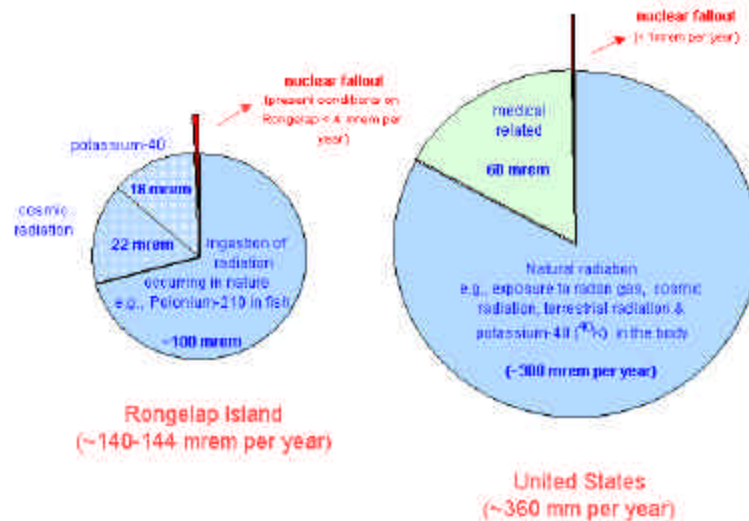 nuclear fallout
(present conditions on
Rongelap < 4 mrem per
year)
potassium-40
18 mrem
cosmic
radiation
22 mrem
ingestion of
radiation
occurring in nature
e.g., Polonium-210 in fish
~100 mrem
Rongelap Island
(~140-144 mrem per year)
nuclear fallout
(< 1mrem per year)
medical
related
60 mrem
Natural radiation
e.g., exposure to radon gas, cosmic
radiation, terrestrial radiation &
potassium-40 (⁴⁰K) in the body
(~300 mrem per year)
United States
(~360 mm per year)